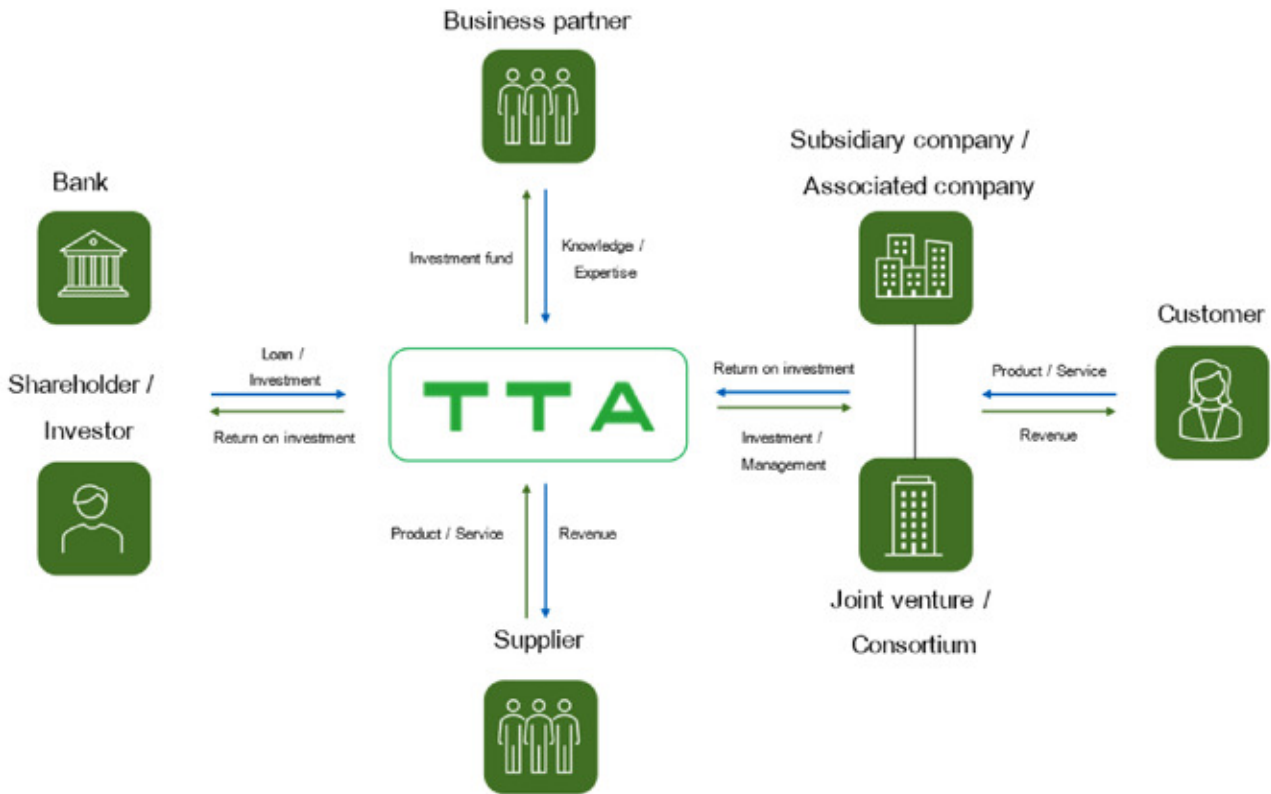 Business partner
Subsidiary company /
Associated company
Bank
Investment fund
Knowledge /
Expertise
Customer
Shareholder /
Investor
Loan /
Investment
Return on investment
TTA
Return on investment
Investment /
Management
Product / Service
Revenue
Product / Service
Revenue
Supplier
Joint venture /
Consortium